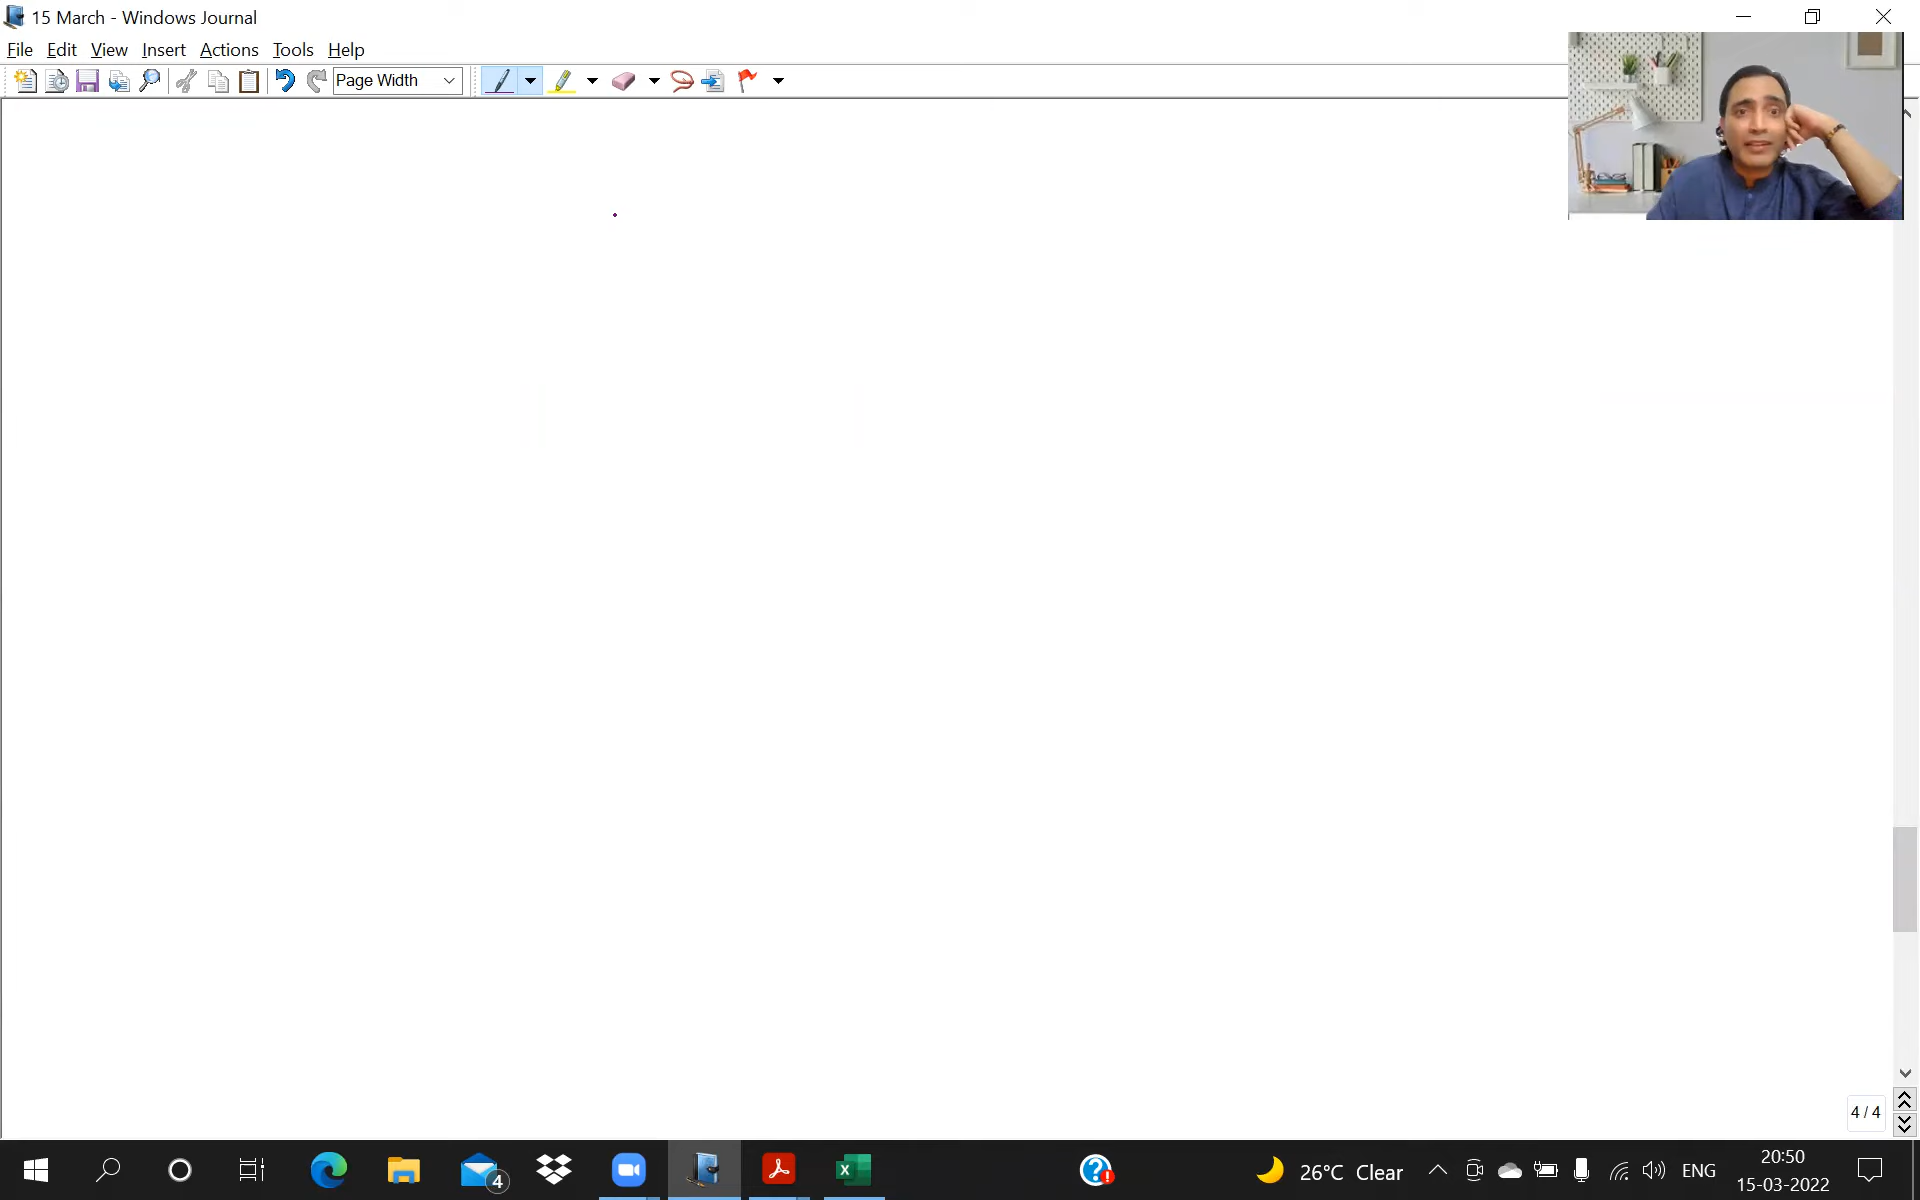 15 March - Windows Journal
File Edit View Insert Actions Tools Help
Page Width
4 / 4
4
26°C Clear
ENG
20:50
15-03-2022